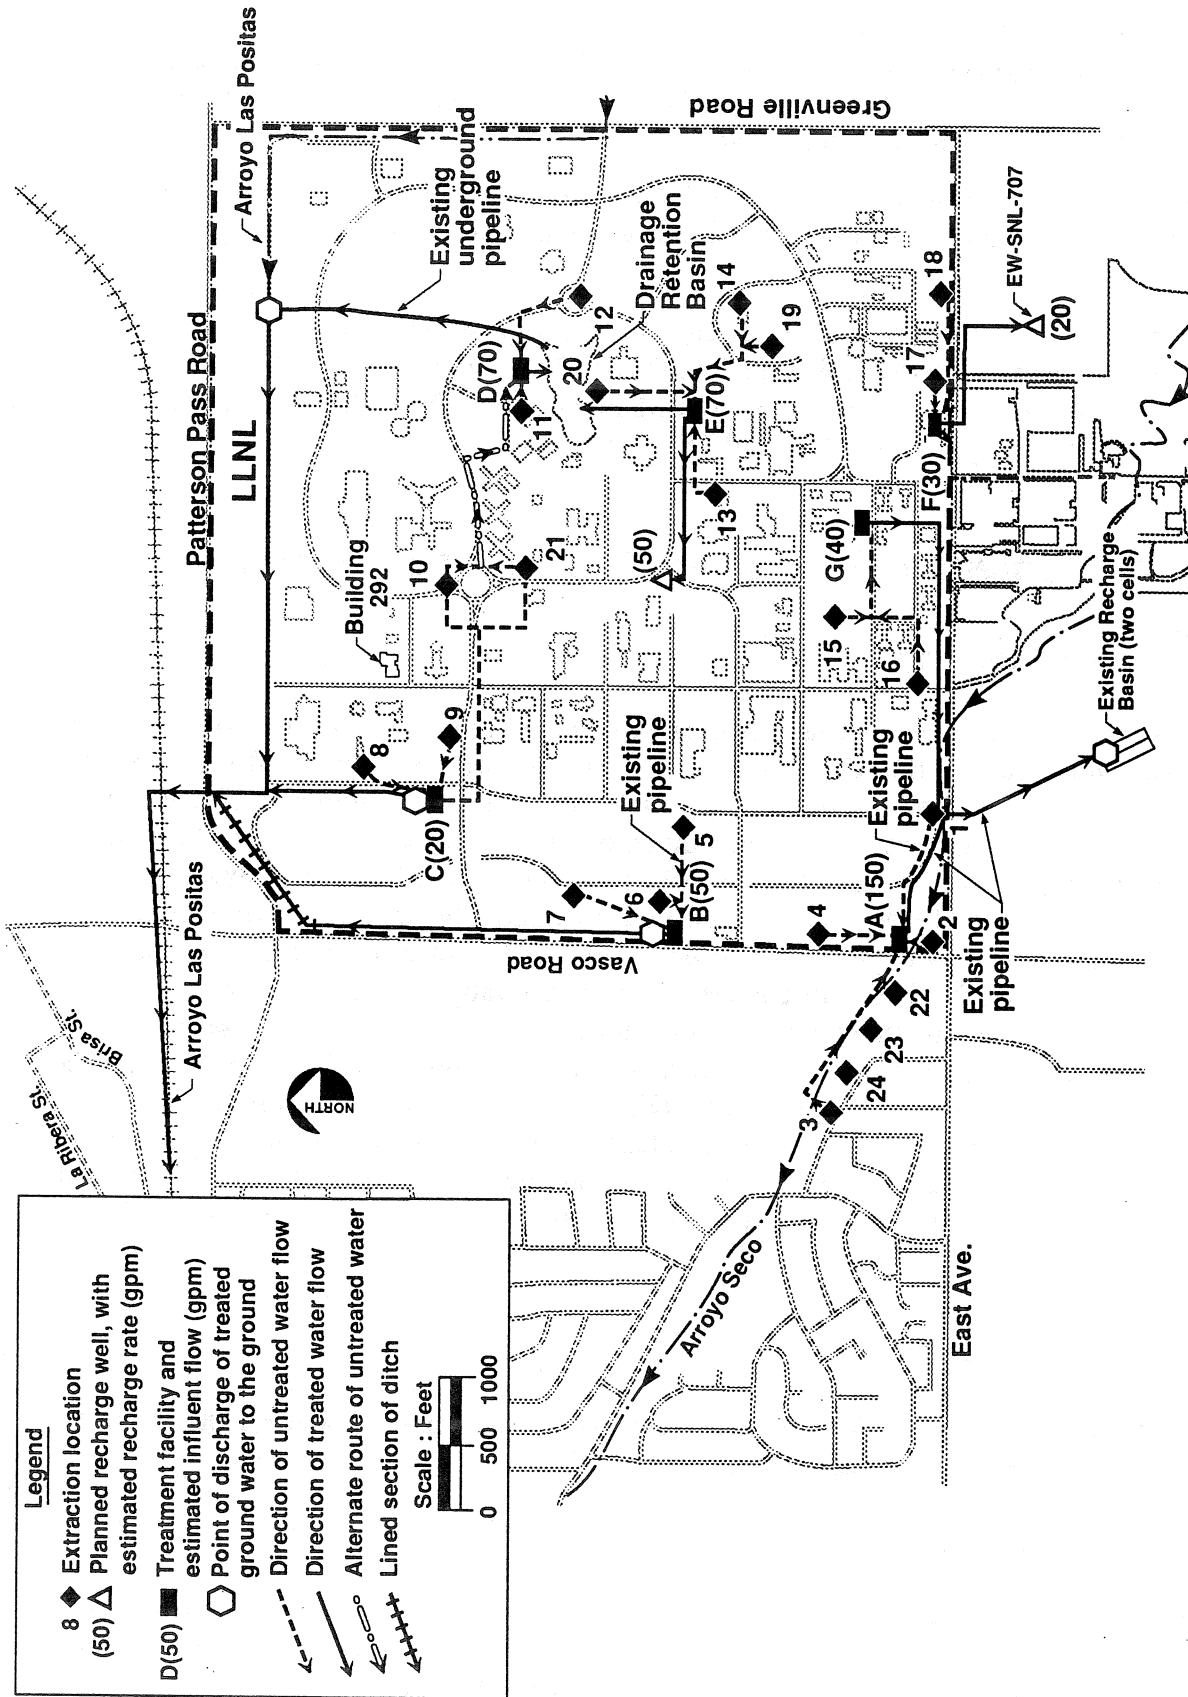 Legend
8 Extraction location
(50) Planned recharge well, with
estimated recharge rate (gpm)
D(50) Treatment facility and
estimated influent flow (gpm)
Point of discharge of treated
ground water to the ground
Direction of untreated water flow
Direction of treated water flow
Alternate route of untreated water
Lined section of ditch
Scale : Feet
0 500 1000
La Ribera St.
Brisa St.
Arroyo Las Positas
NORTH
Patterson Pass Road
LLNL
Arroyo Las Positas
Existing
underground
pipeline
Greenville Road
Building
292
8
9
C(20)
10
21
D(70)
11
12
20
Drainage
Retention
Basin
14
19
E(70)
13
(50)
7
6
5
B(50)
Existing
pipeline
Vasco Road
4
A(150)
Existing
pipeline
1
2
Existing
pipeline
15
16
G(40)
F(30)
17
18
EW-SNL-707
(20)
Existing Recharge
Basin (two cells)
3
24
23
22
Arroyo Seco
East Ave.